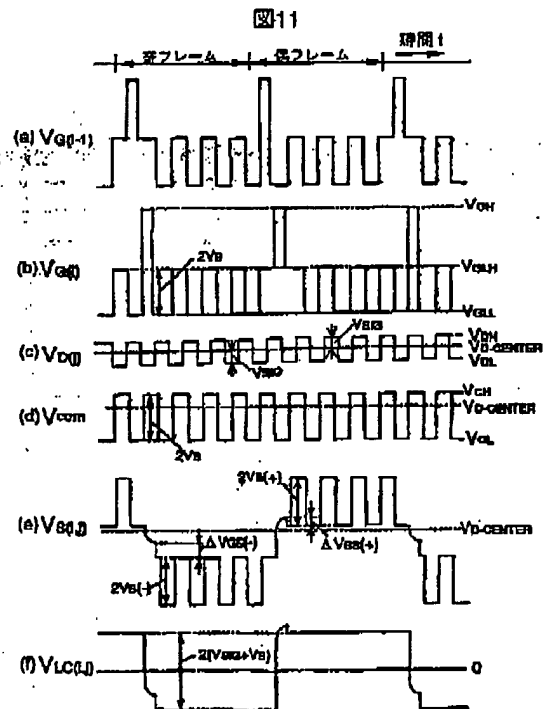 図11
奇フレーム 偶フレーム 時間 t
(a) VG(i-1)
VGH
(b) VG(i)
2VB
VGLH
VGLL
(c) VD(j)
VSIG
VSIG
VDH
VD-CENTER
VDL
(d) Vcom
2VB
VCH
VD-CENTER
VCL
(e) VS(i,j)
2VB(+)
ΔVGS(-)
2VB(-)
ΔVGS(+)
VD-CENTER
(f) VLC(i,j)
2(VSIG+VB)
0